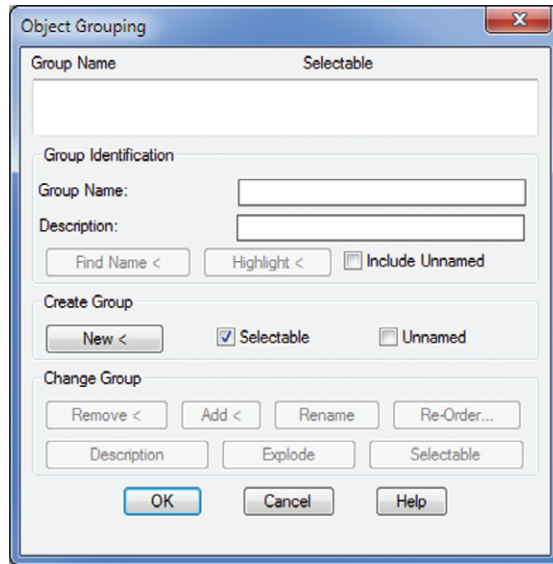 Object Grouping
Group Name Selectable
Group Identification
Group Name:
Description:
Find Name < Highlight < Include Unnamed
Create Group
New < Selectable Unnamed
Change Group
Remove < Add < Rename Re-Order...
Description Explode Selectable
OK Cancel Help